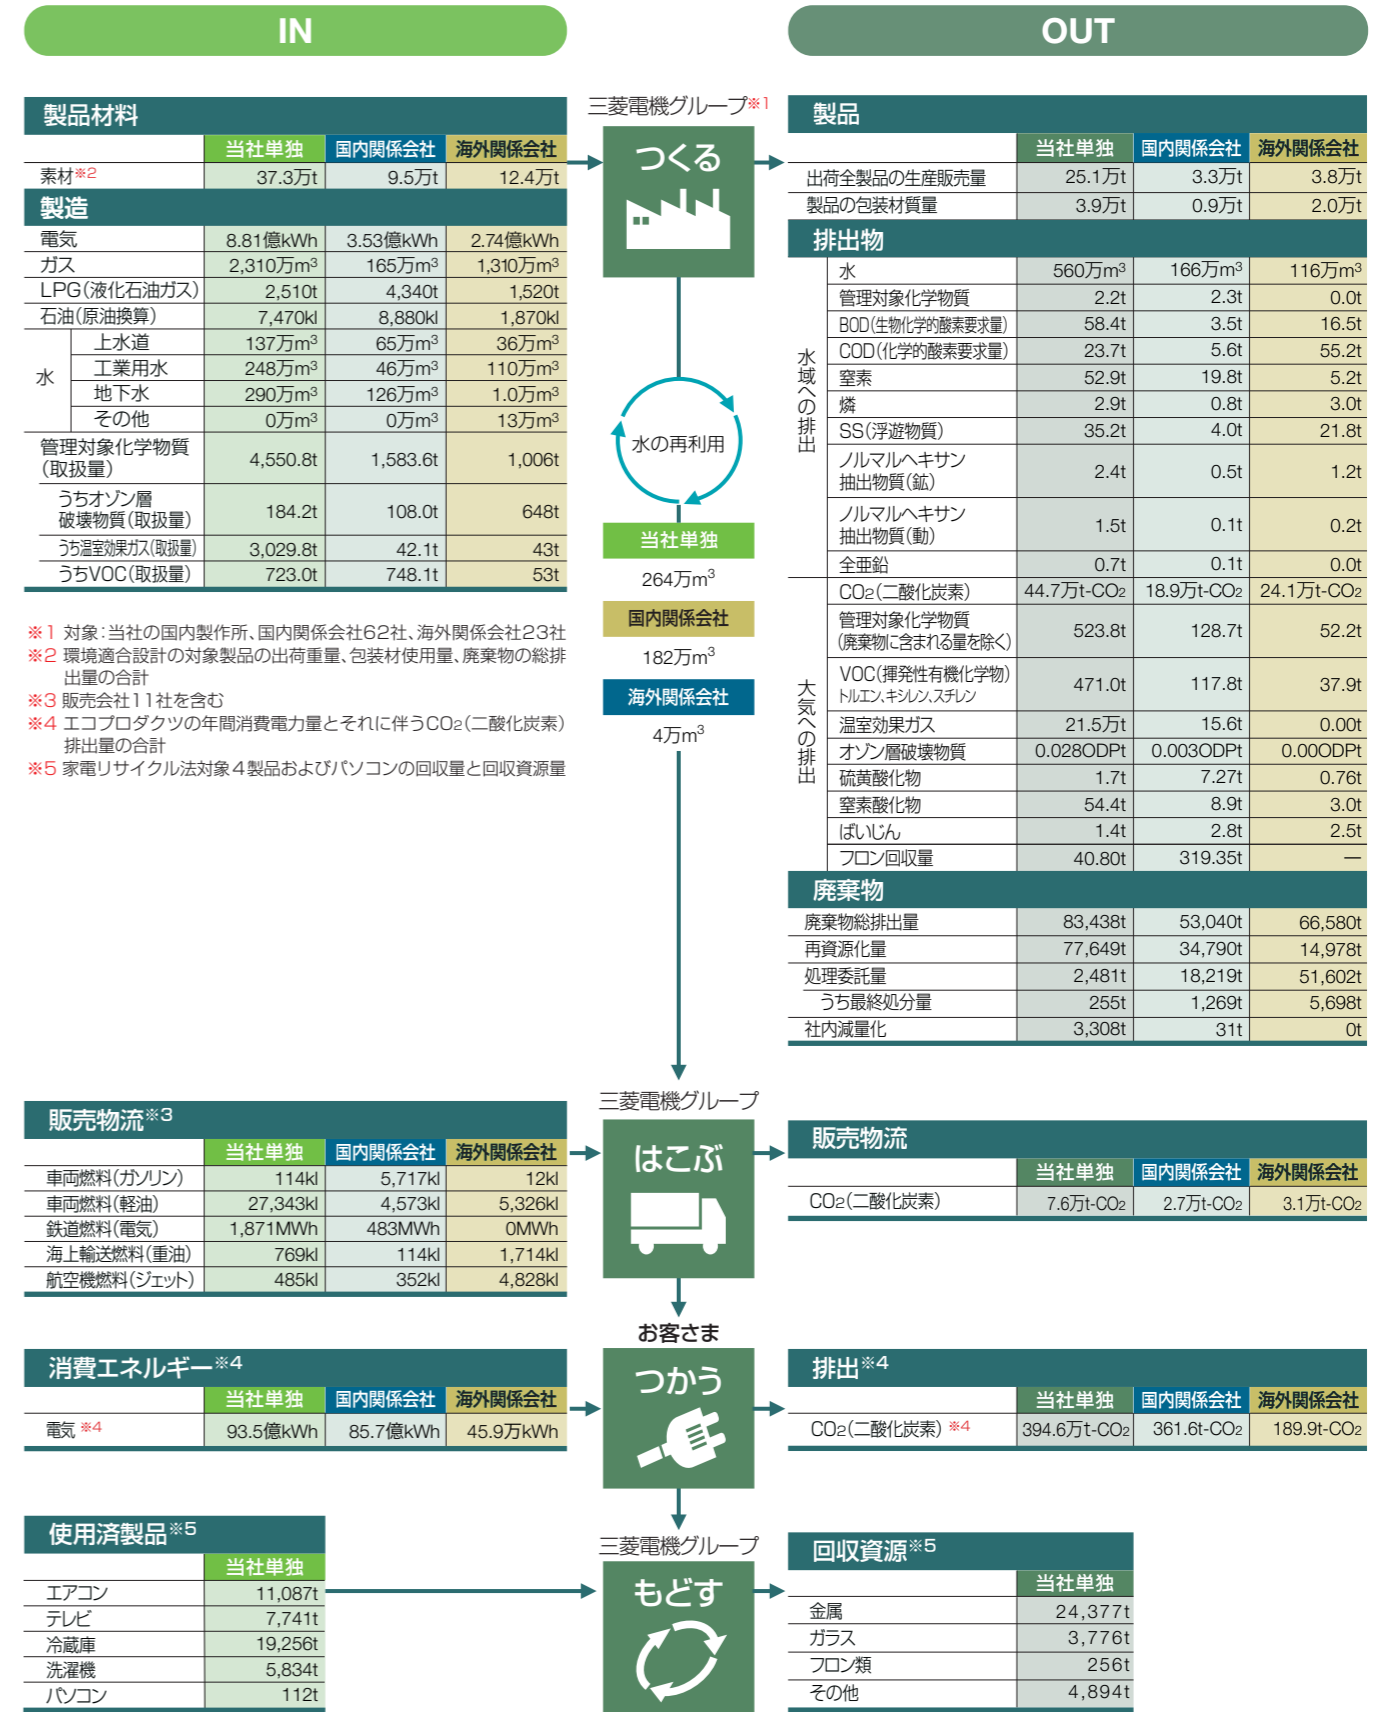 IN
製品材料
当社単独 国内関係会社 海外関係会社
素材※2 37.3万t 9.5万t 12.4万t
製造
電気 8.81億kWh 3.53億kWh 2.74億kWh
ガス 2,310万m³ 165万m³ 1,310万m³
LPG(液化石油ガス) 2,510t 4,340t 1,520t
石油(原油換算) 7,470kl 8,880kl 1,870kl
水
上水道 137万m³ 65万m³ 36万m³
工業用水 248万m³ 46万m³ 110万m³
地下水 290万m³ 126万m³ 1.0万m³
その他 0万m³ 0万m³ 13万m³
管理対象化学物質
(取扱量) 4,550.8t 1,583.6t 1,006t
うちオゾン層
破壊物質(取扱量) 184.2t 108.0t 648t
うち温室効果ガス(取扱量) 3,029.8t 42.1t 43t
うちVOC(取扱量) 723.0t 748.1t 53t
※1 対象：当社の国内製作所、国内関係会社62社、海外関係会社23社
※2 環境適合設計の対象製品の出荷重量、包装材使用量、廃棄物の総排
出量の合計
※3 販売会社11社を含む
※4 エコプロダクツの年間消費電力量とそれに伴うCO₂(二酸化炭素)
排出量の合計
※5 家電リサイクル法対象4製品およびパソコンの回収量と回収資源量
三菱電機グループ※1
つくる
水の再利用
当社単独
264万m³
国内関係会社
182万m³
海外関係会社
4万m³
OUT
製品
当社単独 国内関係会社 海外関係会社
出荷全製品の生産販売量 25.1万t 3.3万t 3.8万t
製品の包装材質量 3.9万t 0.9万t 2.0万t
排出物
水域への排出
水 560万m³ 166万m³ 116万m³
管理対象化学物質 2.2t 2.3t 0.0t
BOD(生物化学的酸素要求量) 58.4t 3.5t 16.5t
COD(化学的酸素要求量) 23.7t 5.6t 55.2t
窒素 52.9t 19.8t 5.2t
燐 2.9t 0.8t 3.0t
SS(浮遊物質) 35.2t 4.0t 21.8t
ノルマルヘキサン
抽出物質(鉱) 2.4t 0.5t 1.2t
ノルマルヘキサン
抽出物質(動) 1.5t 0.1t 0.2t
全亜鉛 0.7t 0.1t 0.0t
大気への排出
CO₂(二酸化炭素) 44.7万t-CO₂ 18.9万t-CO₂ 24.1万t-CO₂
管理対象化学物質
(廃棄物に含まれる量を除く) 523.8t 128.7t 52.2t
VOC(揮発性有機化学物)
トルエン、キシレン、スチレン 471.0t 117.8t 37.9t
温室効果ガス 21.5万t 15.6t 0.00t
オゾン層破壊物質 0.028ODPt 0.003ODPt 0.00ODPt
硫黄酸化物 1.7t 7.27t 0.76t
窒素酸化物 54.4t 8.9t 3.0t
ばいじん 1.4t 2.8t 2.5t
フロン回収量 40.80t 319.35t —
廃棄物
廃棄物総排出量 83,438t 53,040t 66,580t
再資源化量 77,649t 34,790t 14,978t
処理委託量 2,481t 18,219t 51,602t
うち最終処分量 255t 1,269t 5,698t
社内減量化 3,308t 31t 0t
販売物流※3
当社単独 国内関係会社 海外関係会社
車両燃料(ガソリン) 114kl 5,717kl 12kl
車両燃料(軽油) 27,343kl 4,573kl 5,326kl
鉄道燃料(電気) 1,871MWh 483MWh 0MWh
海上輸送燃料(重油) 769kl 114kl 1,714kl
航空機燃料(ジェット) 485kl 352kl 4,828kl
三菱電機グループ
はこぶ
販売物流
当社単独 国内関係会社 海外関係会社
CO₂(二酸化炭素) 7.6万t-CO₂ 2.7万t-CO₂ 3.1万t-CO₂
消費エネルギー※4
当社単独 国内関係会社 海外関係会社
電気 ※4 93.5億kWh 85.7億kWh 45.9万kWh
お客さま
つかう
排出※4
当社単独 国内関係会社 海外関係会社
CO₂(二酸化炭素) ※4 394.6万t-CO₂ 361.6t-CO₂ 189.9t-CO₂
使用済製品※5
当社単独
エアコン 11,087t
テレビ 7,741t
冷蔵庫 19,256t
洗濯機 5,834t
パソコン 112t
三菱電機グループ
もどす
回収資源※5
当社単独
金属 24,377t
ガラス 3,776t
フロン類 256t
その他 4,894t